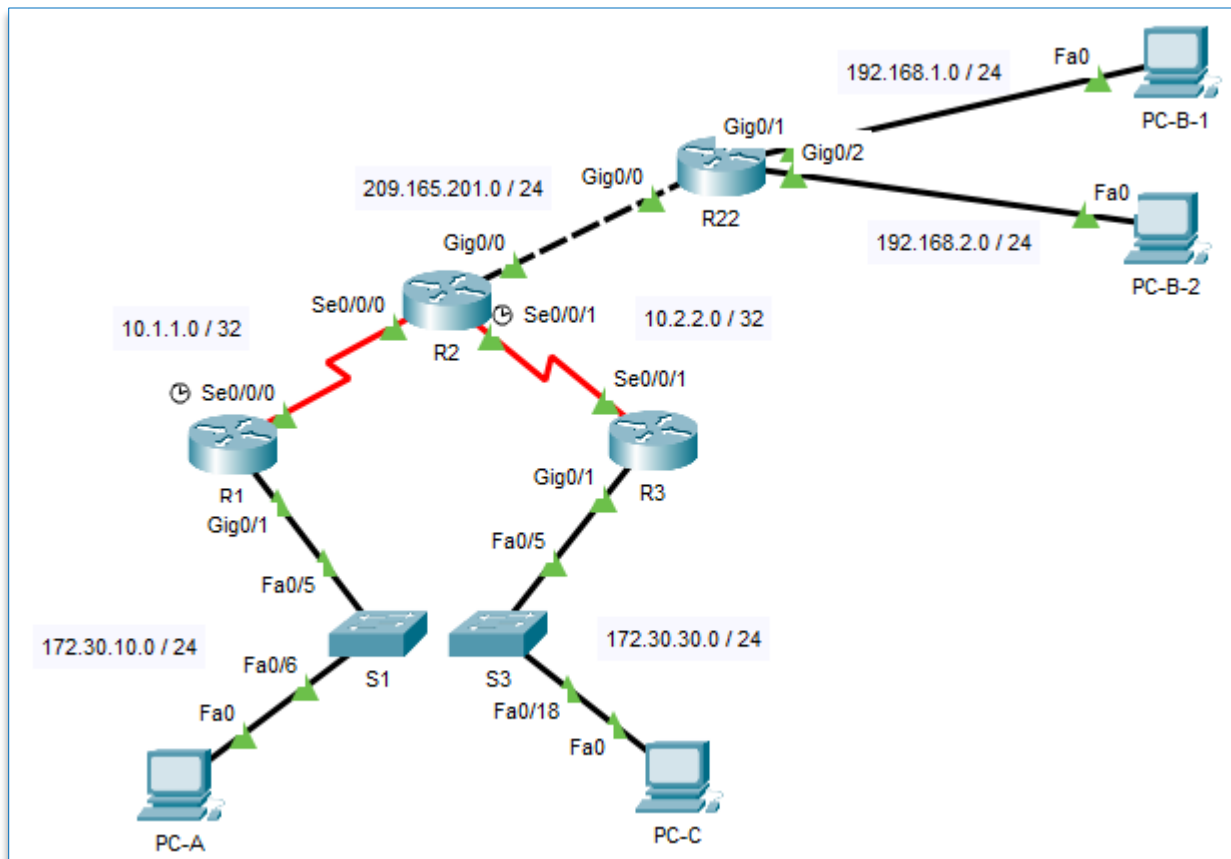 Fa0
192.168.1.0 / 24
PC-B-1
Gig0/1
Gig0/2
Gig0/0
209.165.201.0 / 24
R22
Fa0
192.168.2.0 / 24
PC-B-2
Gig0/0
Se0/0/0
Se0/0/1
10.2.2.0 / 32
10.1.1.0 / 32
R2
Se0/0/0
Se0/0/1
R1
Gig0/1
R3
Gig0/1
Fa0/5
Fa0/5
172.30.10.0 / 24
172.30.30.0 / 24
Fa0/6
S1
S3
Fa0
Fa0/18
Fa0
PC-A
PC-C